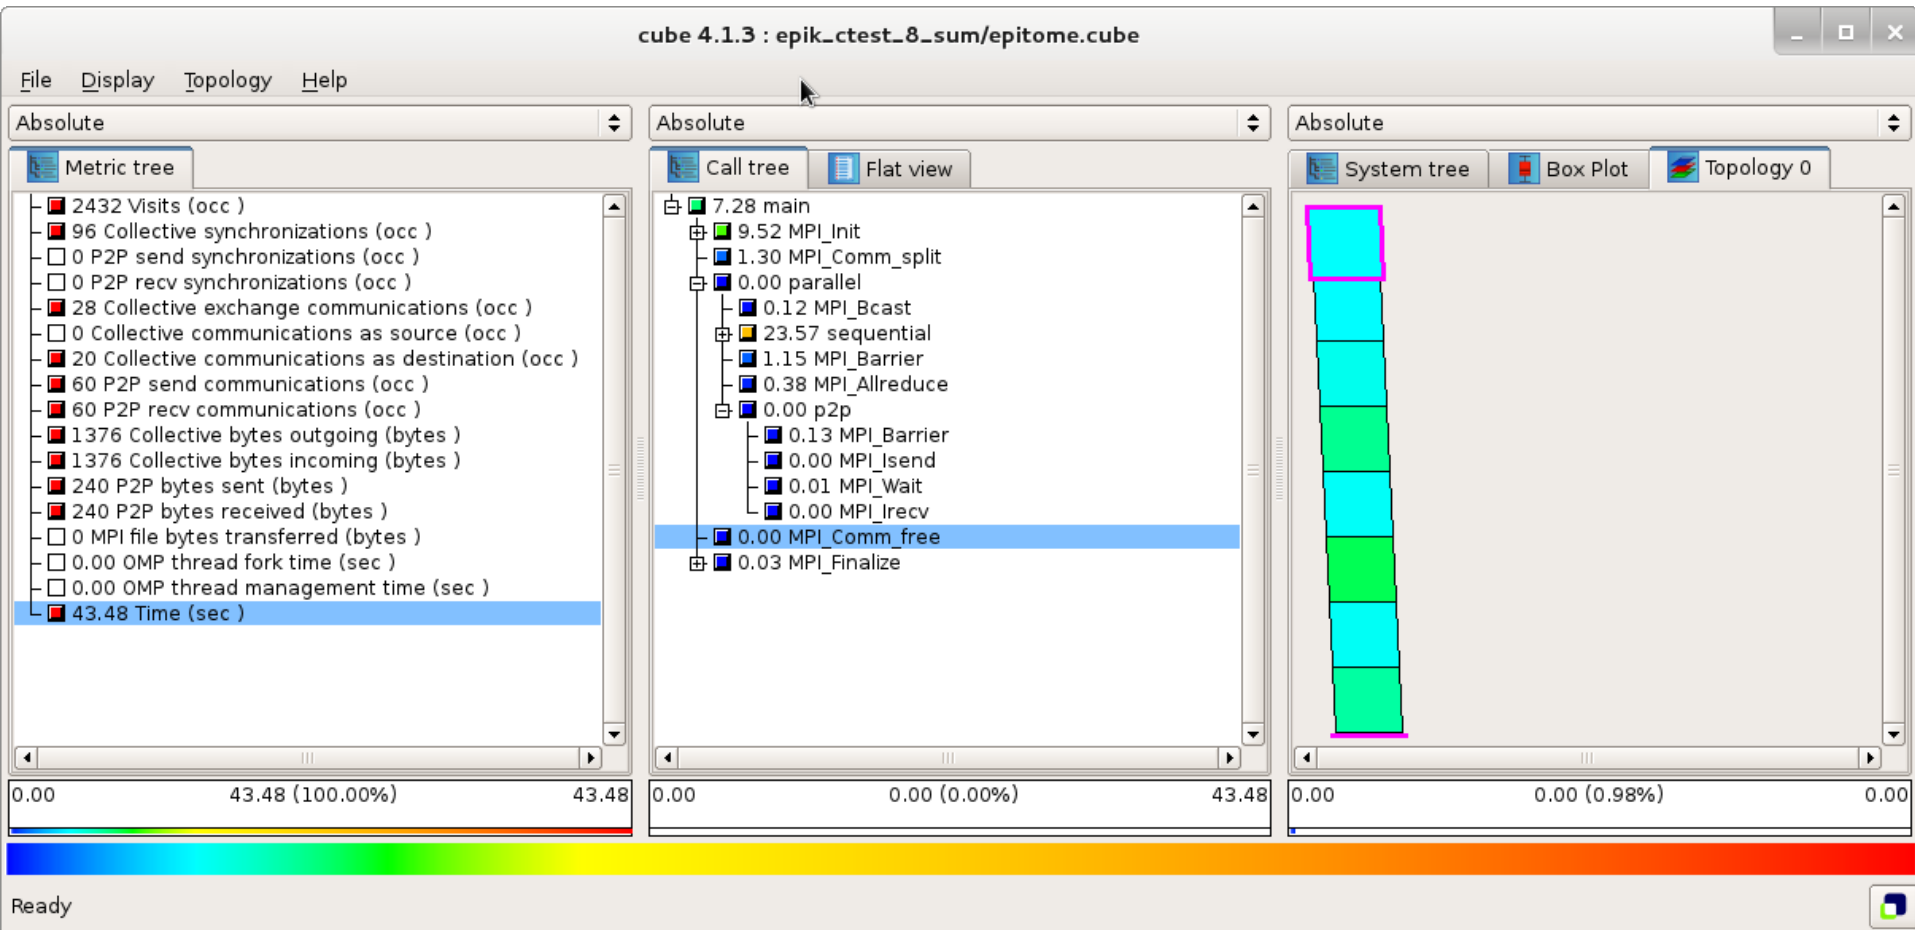 cube 4.1.3 : epik_ctest_8_sum/epitome.cube
File Display Topology Help
Absolute
Metric tree
2432 Visits (occ )
96 Collective synchronizations (occ )
0 P2P send synchronizations (occ )
0 P2P recv synchronizations (occ )
28 Collective exchange communications (occ )
0 Collective communications as source (occ )
20 Collective communications as destination (occ )
60 P2P send communications (occ )
60 P2P recv communications (occ )
1376 Collective bytes outgoing (bytes )
1376 Collective bytes incoming (bytes )
240 P2P bytes sent (bytes )
240 P2P bytes received (bytes )
0 MPI file bytes transferred (bytes )
0.00 OMP thread fork time (sec )
0.00 OMP thread management time (sec )
43.48 Time (sec )
0.00 43.48 (100.00%) 43.48
Absolute
Call tree Flat view
7.28 main
9.52 MPI_Init
1.30 MPI_Comm_split
0.00 parallel
0.12 MPI_Bcast
23.57 sequential
1.15 MPI_Barrier
0.38 MPI_Allreduce
0.00 p2p
0.13 MPI_Barrier
0.00 MPI_Isend
0.01 MPI_Wait
0.00 MPI_Irecv
0.00 MPI_Comm_free
0.03 MPI_Finalize
0.00 0.00 (0.00%) 43.48
Absolute
System tree Box Plot Topology 0
0.00 0.00 (0.98%) 0.00
Ready